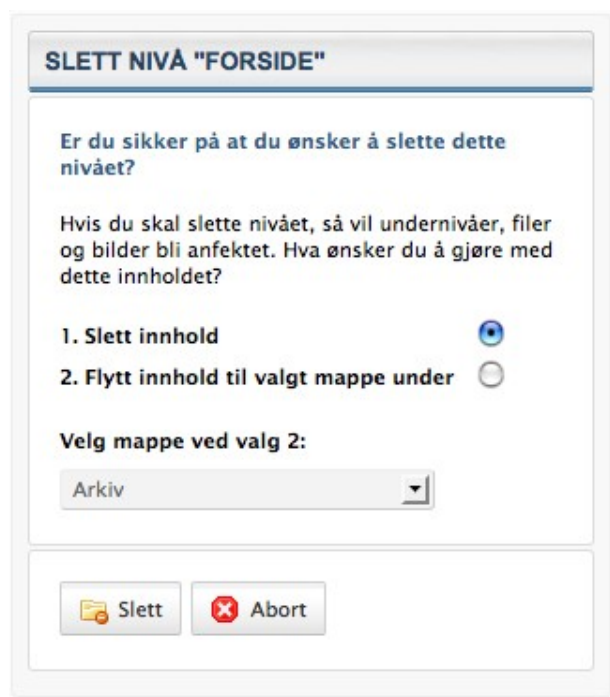 SLETT NIVÅ "FORSIDE"
Er du sikker på at du ønsker å slette dette
nivået?
Hvis du skal slette nivået, så vil undernivåer, filer
og bilder bli anfektet. Hva ønsker du å gjøre med
dette innholdet?
1. Slett innhold
2. Flytt innhold til valgt mappe under
Velg mappe ved valg 2:
Arkiv
Slett Abort